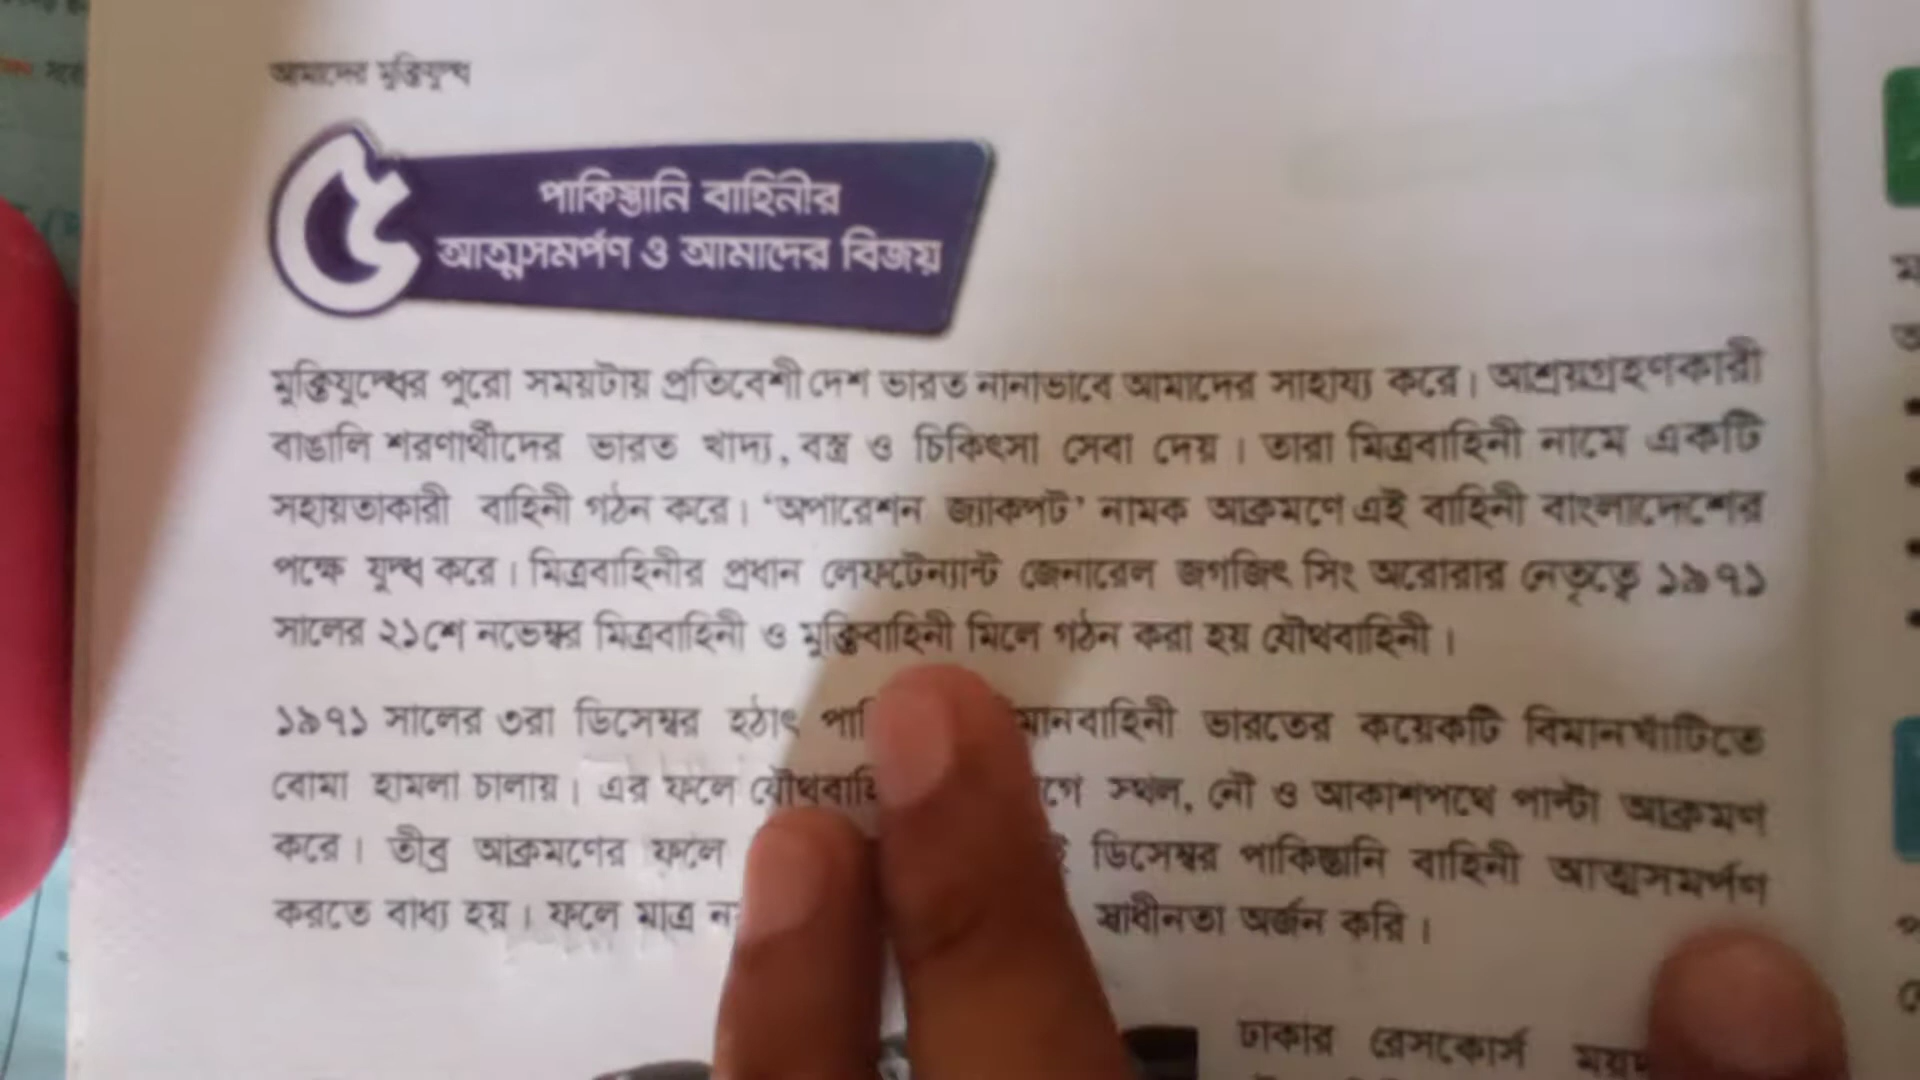 আমাদের মুক্তিযুদ্ধ
৫
পাকিস্তানি বাহিনীর
আত্মসমর্পণ ও আমাদের বিজয়
মুক্তিযুদ্ধের পুরো সময়টায় প্রতিবেশী দেশ ভারত নানাভাবে আমাদের সাহায্য করে। আশ্রয়গ্রহণকারী
বাঙালি শরণার্থীদের ভারত খাদ্য, বস্ত্র ও চিকিৎসা সেবা দেয়। তারা মিত্রবাহিনী নামে একটি
সহায়তাকারী বাহিনী গঠন করে। ‘অপারেশন জ্যাকপট’ নামক আক্রমণে এই বাহিনী বাংলাদেশের
পক্ষে যুদ্ধ করে। মিত্রবাহিনীর প্রধান লেফটেন্যান্ট জেনারেল জগজিৎ সিং অরোরার নেতৃত্বে ১৯৭১
সালের ২১শে নভেম্বর মিত্রবাহিনী ও মুক্তিবাহিনী মিলে গঠন করা হয় যৌথবাহিনী।
১৯৭১ সালের ৩রা ডিসেম্বর হঠাৎ ভারতের কয়েকটি বিমানঘাঁটিতে
বোমা হামলা চালায়। এর ফলে স্থল, নৌ ও আকাশপথে পাল্টা আক্রমণ
করে। তীব্র আক্রমণের ফলে ডিসেম্বর পাকিস্তানি বাহিনী আত্মসমর্পণ
করতে বাধ্য হয়। ফলে মাত্র স্বাধীনতা অর্জন করি।
ঢাকার রেসকোর্স